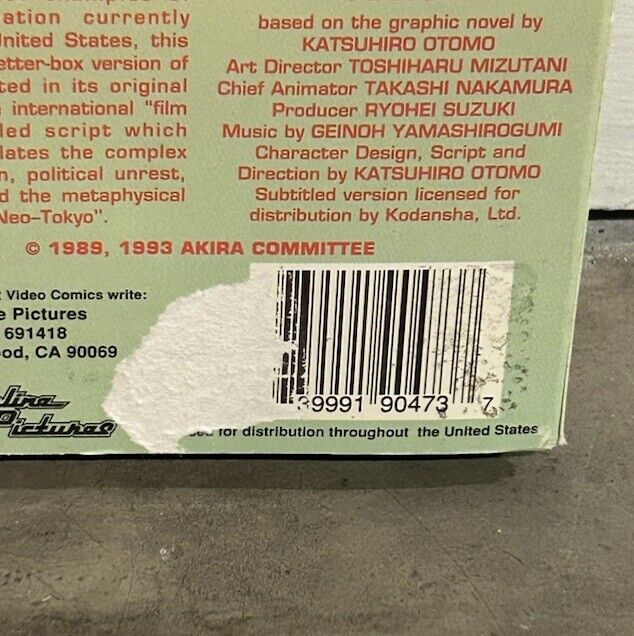 ration currently
United States, this
letter-box version of
ted in its original
international "film
led script which
lates the complex
n, political unrest,
d the metaphysical
Neo-Tokyo".
based on the graphic novel by
KATSUHIRO OTOMO
Art Director TOSHIHARU MIZUTANI
Chief Animator TAKASHI NAKAMURA
Producer RYOHEI SUZUKI
Music by GEINOH YAMASHIROGUMI
Character Design, Script and
Direction by KATSUHIRO OTOMO
Subtitled version licensed for
distribution by Kodansha, Ltd.
© 1989, 1993 AKIRA COMMITTEE
Video Comics write:
e Pictures
691418
ood, CA 90069
Pictures
39991 90473 7
for distribution throughout the United States